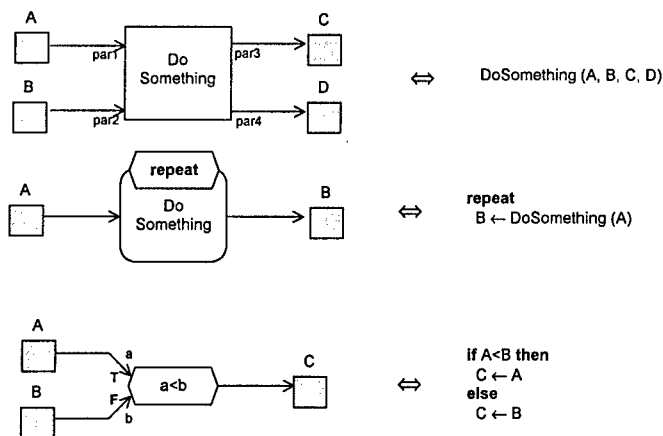 A
C
par1
Do
Something
par3
B
D
par2
par4
⇔
DoSomething (A, B, C, D)
repeat
A
Do
Something
B
⇔
repeat
B ← DoSomething (A)
A
a
T
B
F
b
a<b
C
⇔
if A<B then
C ← A
else
C ← B